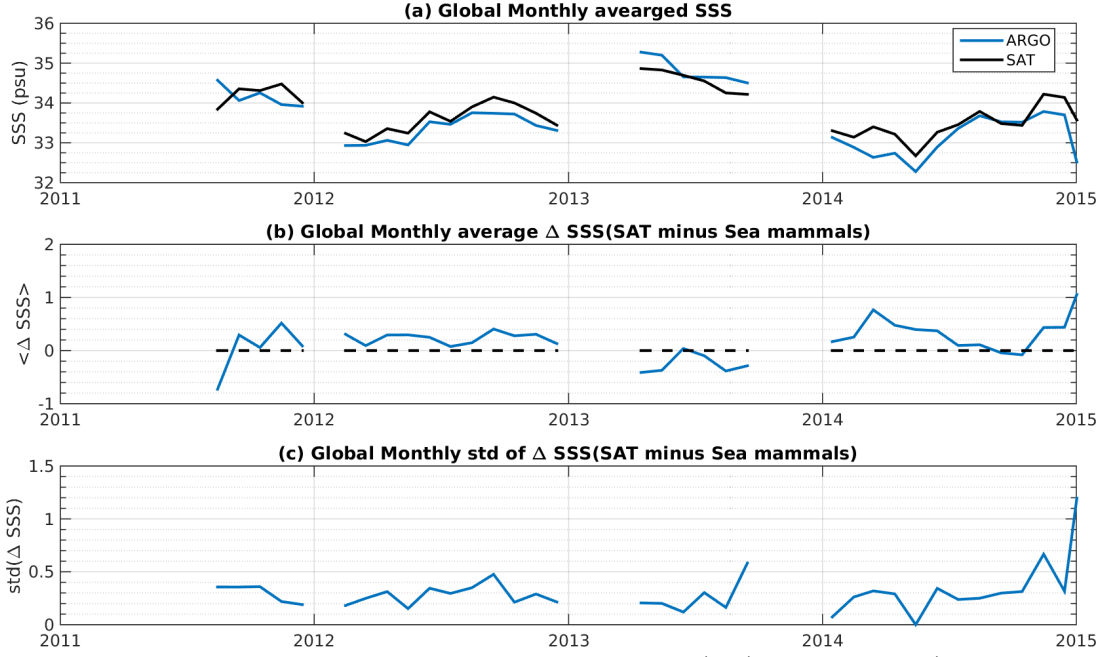 (a) Global Monthly avearged SSS
36
35
34
33
32
SSS (psu)
ARGO
SAT
2011 2012 2013 2014 2015
(b) Global Monthly average Δ SSS(SAT minus Sea mammals)
2
1
0
-1
<Δ SSS>
2011 2012 2013 2014 2015
(c) Global Monthly std of Δ SSS(SAT minus Sea mammals)
1.5
1
0.5
0
std(Δ SSS)
2011 2012 2013 2014 2015